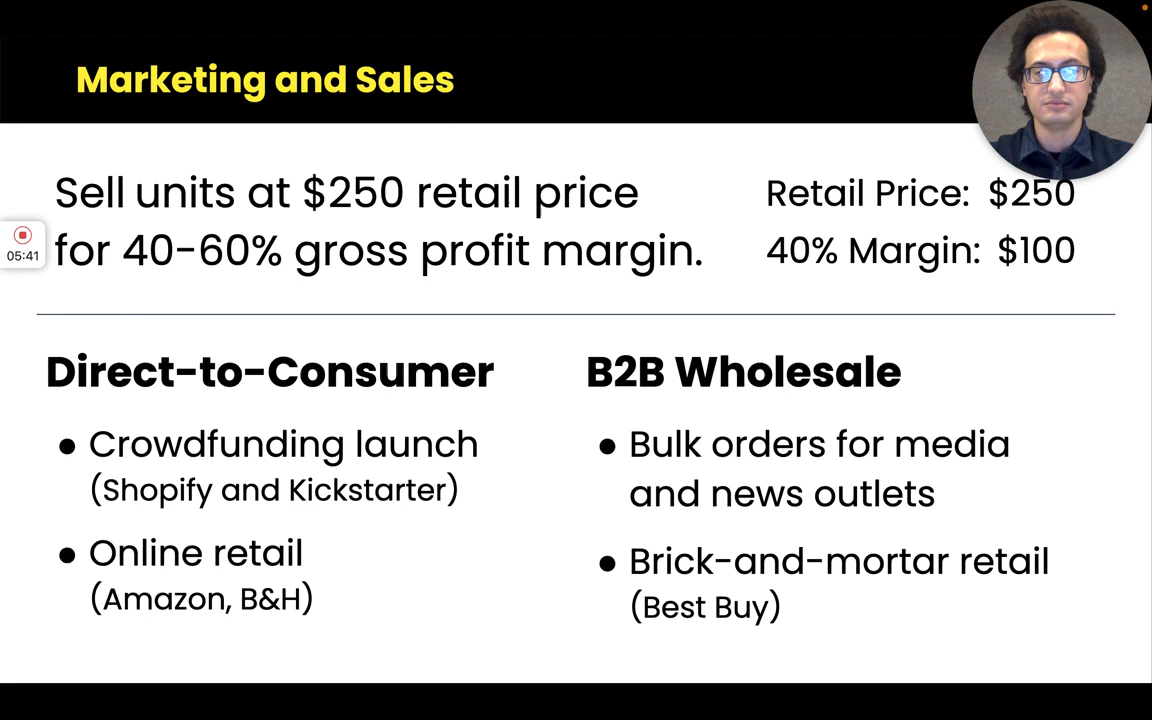 Marketing and Sales
Sell units at $250 retail price
for 40-60% gross profit margin.
Retail Price: $250
40% Margin: $100
05:41
Direct-to-Consumer
● Crowdfunding launch
(Shopify and Kickstarter)
● Online retail
(Amazon, B&H)
B2B Wholesale
● Bulk orders for media
and news outlets
● Brick-and-mortar retail
(Best Buy)